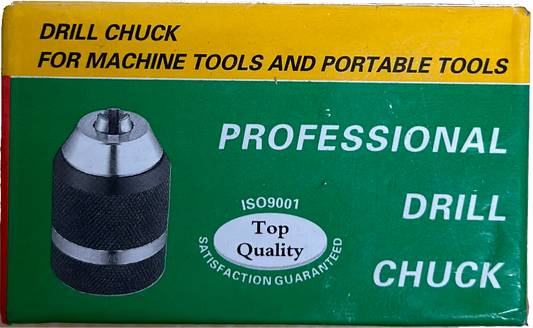 DRILL CHUCK
FOR MACHINE TOOLS AND PORTABLE TOOLS
PROFESSIONAL
DRILL
CHUCK
ISO9001
Top
Quality
SATISFACTION GUARANTEED